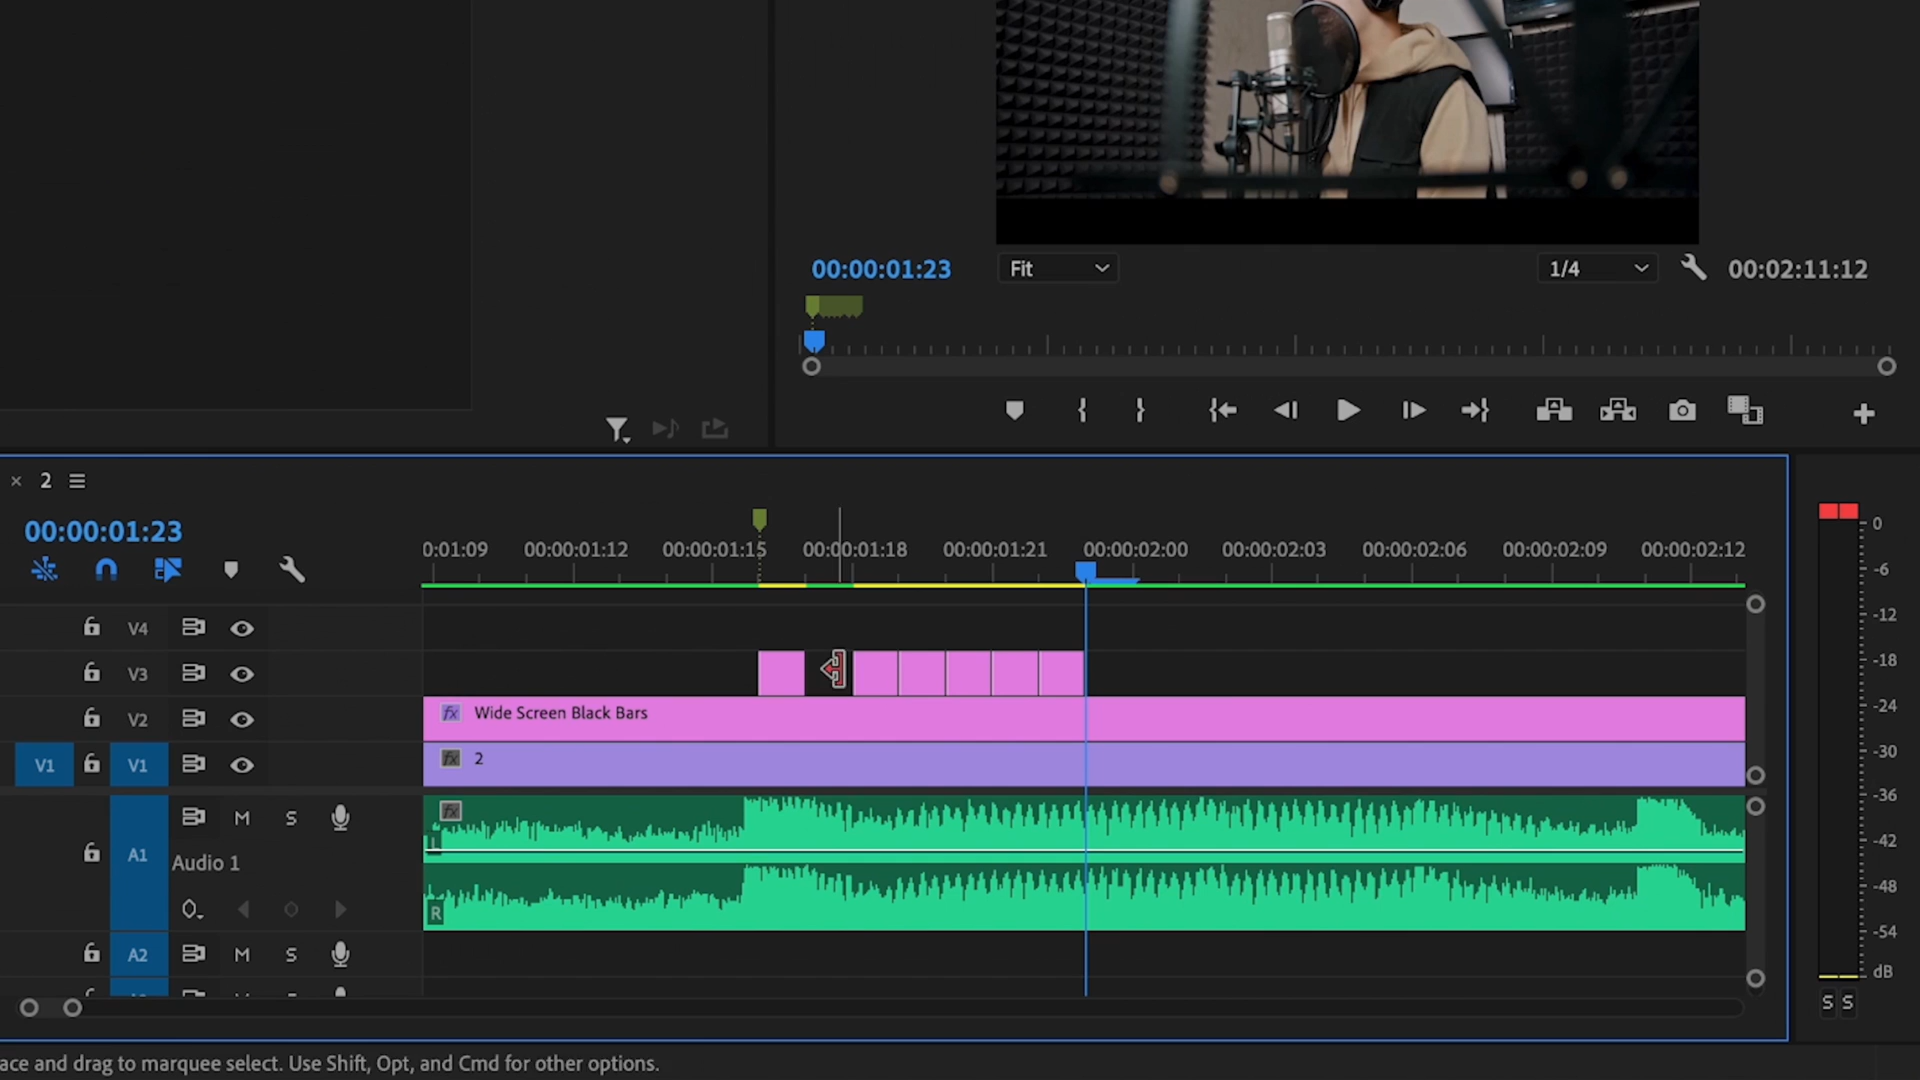 00:00:01:23
Fit
1/4
00:02:11:12
× 2
00:00:01:23
0:01:09 00:00:01:12 00:00:01:15 00:00:01:18 00:00:01:21 00:00:02:00 00:00:02:03 00:00:02:06 00:00:02:09 00:00:02:12
V4
V3
V2
fx Wide Screen Black Bars
V1 V1
fx 2
fx
M S
L
A1
Audio 1
R
A2
M S
0
-6
-12
-18
-24
-30
-36
-42
-48
-54
dB
S S
ace and drag to marquee select. Use Shift, Opt, and Cmd for other options.